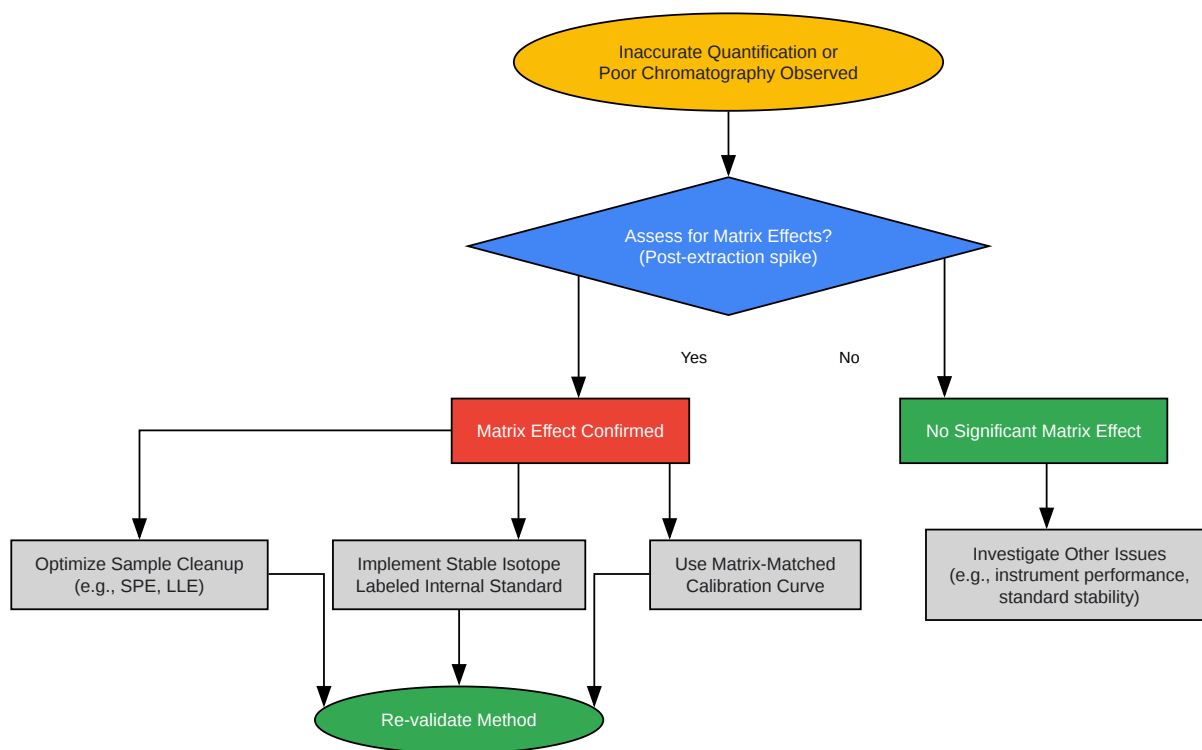 Inaccurate Quantification or
Poor Chromatography Observed
Assess for Matrix Effects?
(Post-extraction spike)
Yes
No
Matrix Effect Confirmed
No Significant Matrix Effect
Optimize Sample Cleanup
(e.g., SPE, LLE)
Implement Stable Isotope
Labeled Internal Standard
Use Matrix-Matched
Calibration Curve
Investigate Other Issues
(e.g., instrument performance,
standard stability)
Re-validate Method